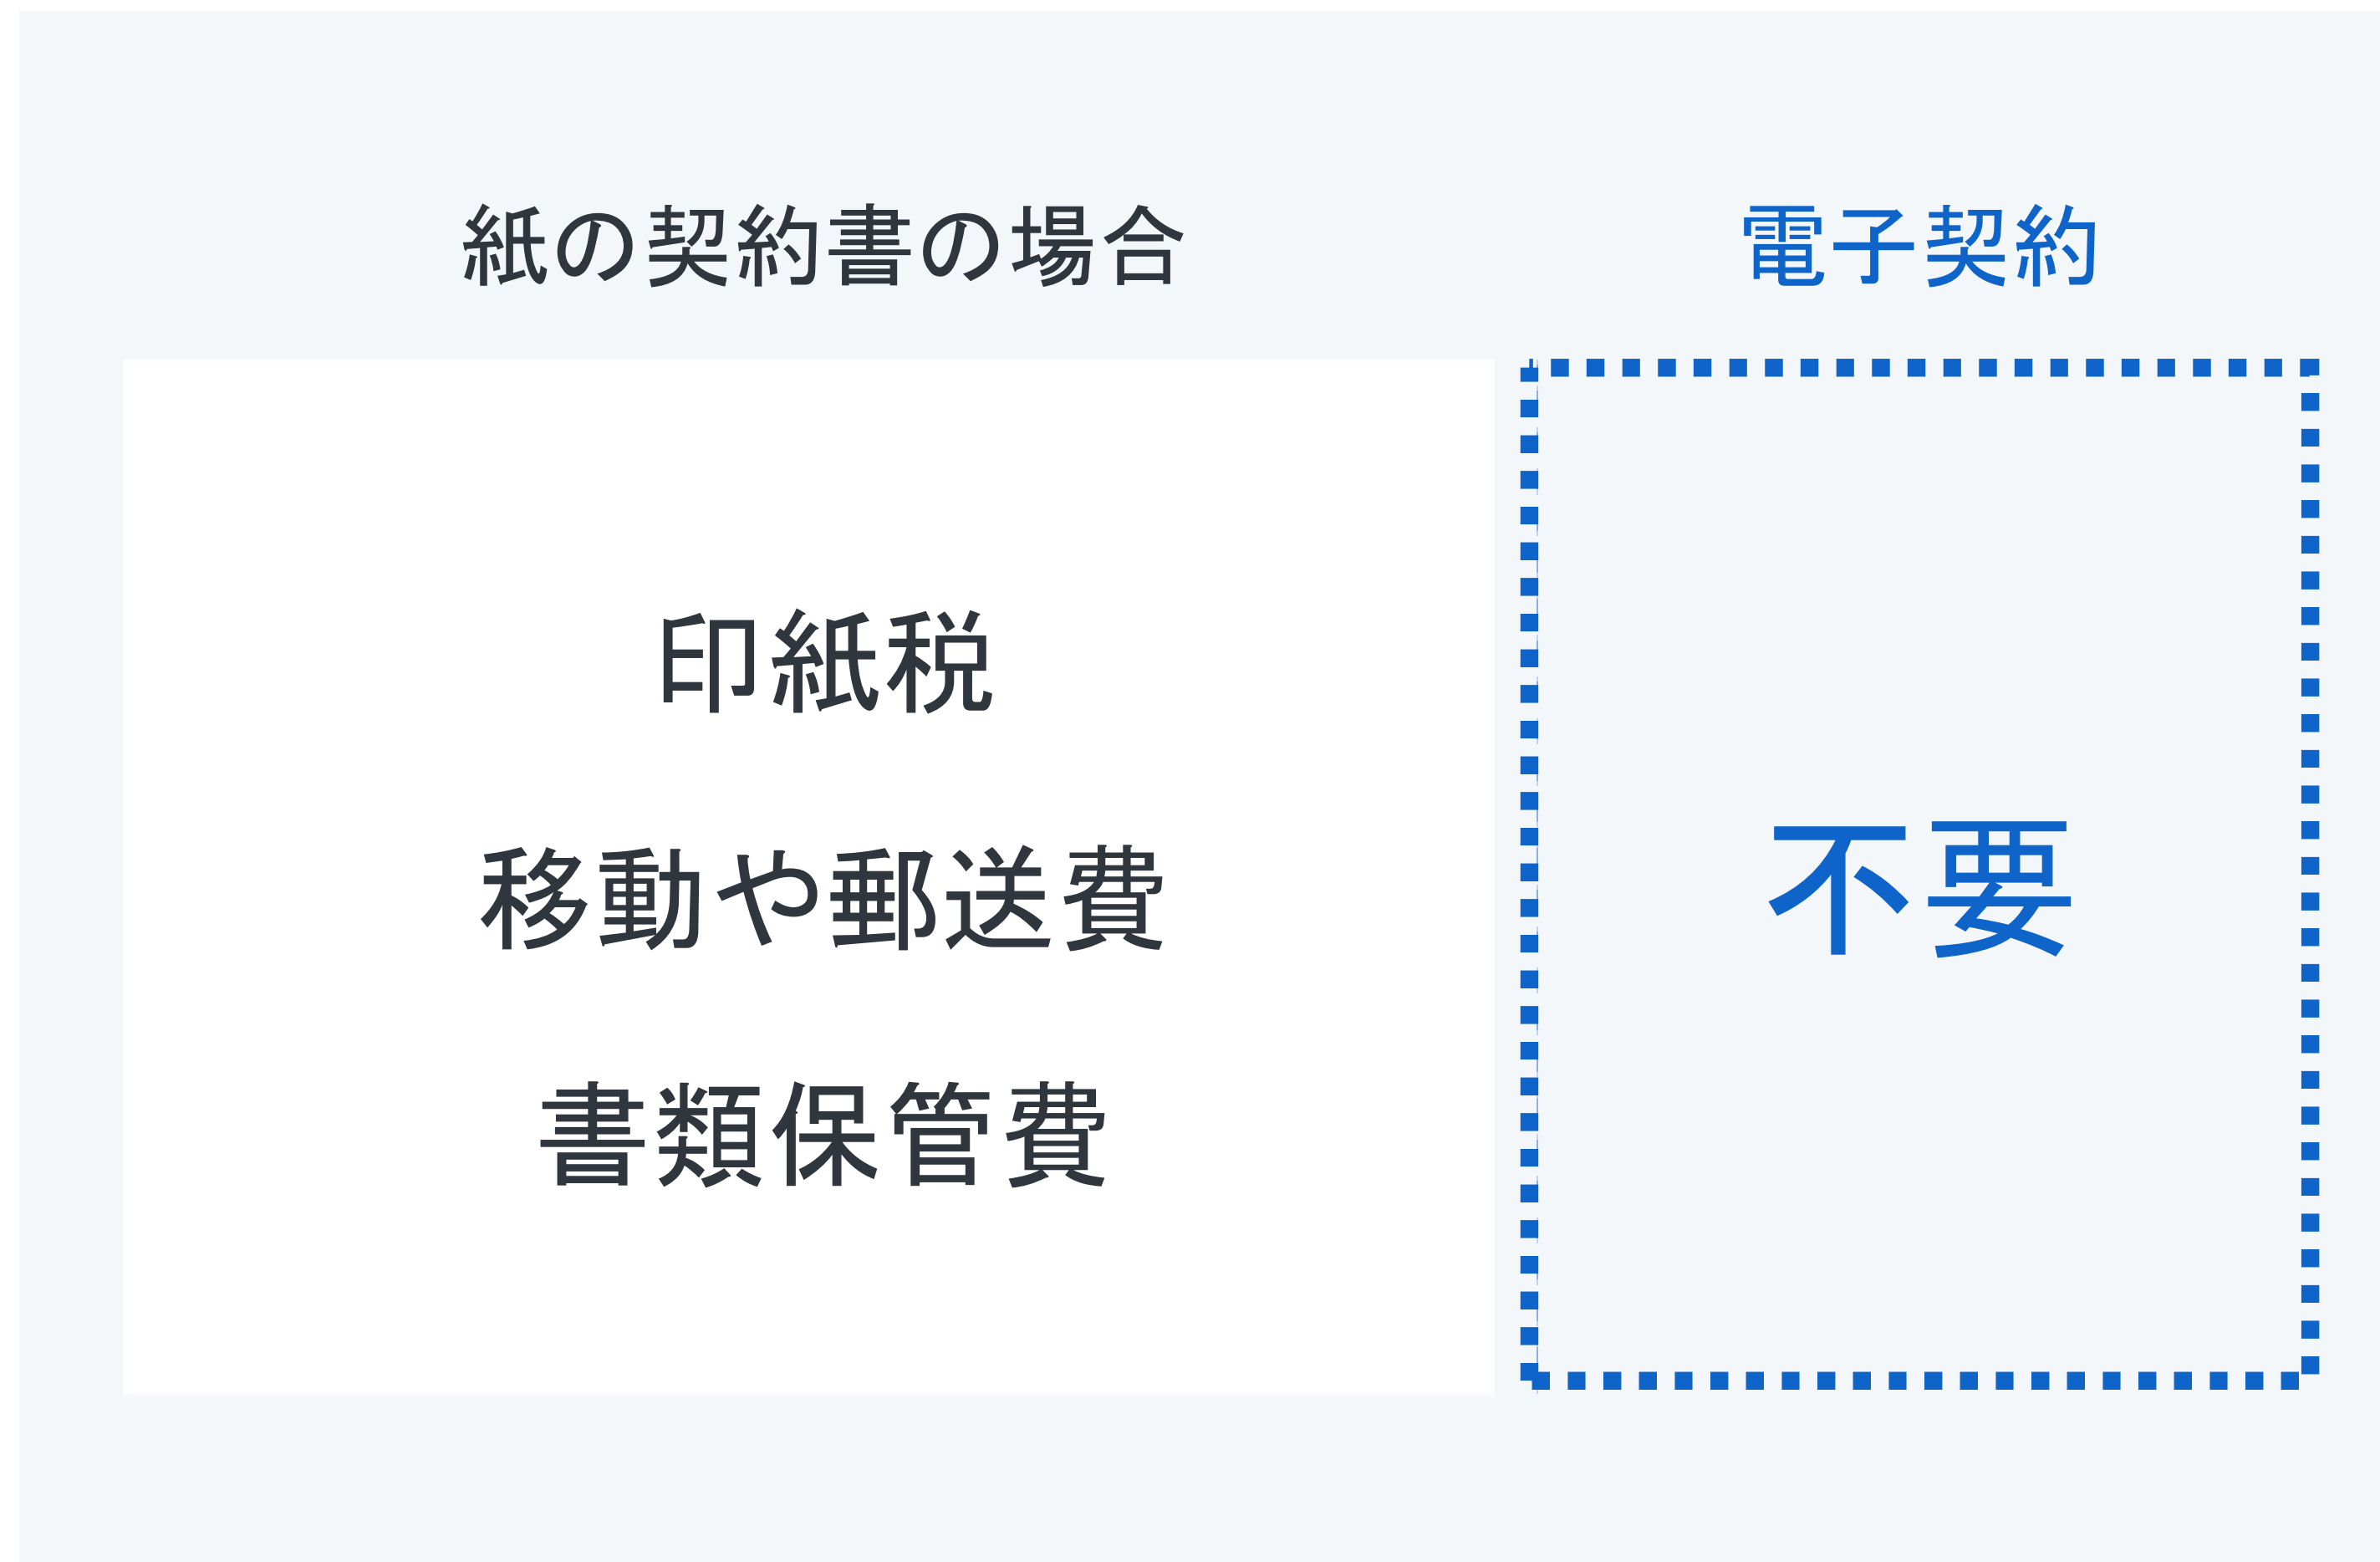 紙の契約書の場合
電子契約
印紙税
移動や郵送費
書類保管費
不要